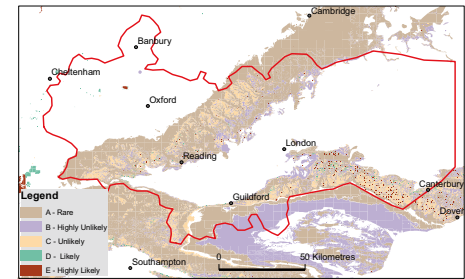 Cambridge
Banbury
Cheltenham
Oxford
London
Reading
Canterbury
Legend
Guildford
A - Rare
Dover
B - Highly Unlikely
C - Unlikely
D - Likely
0 50 Kilometres
E - Highly Likely
Southampton